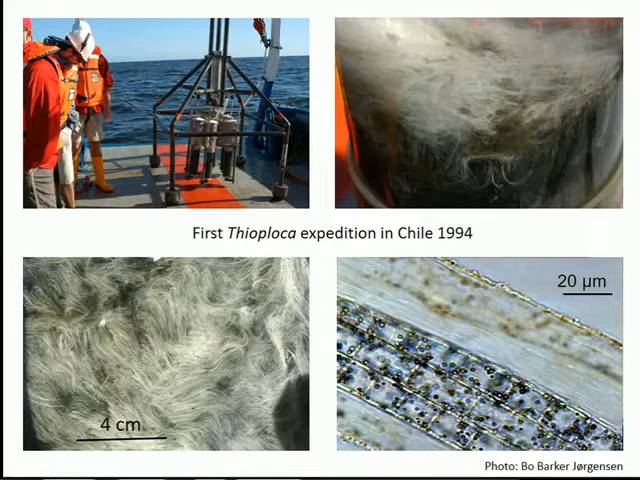 First Thioploca expedition in Chile 1994
20 µm
4 cm
Photo: Bo Barker Jørgensen